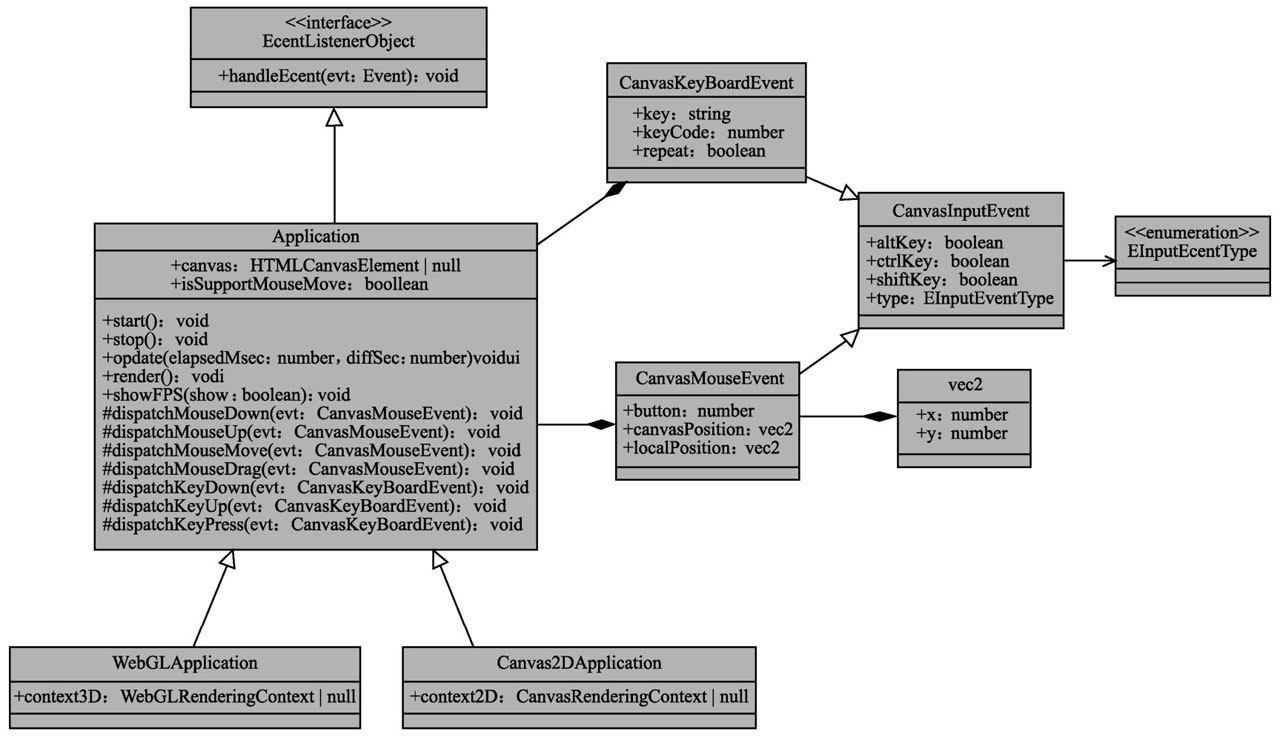 <<interface>>
EcentListenerObject
+handleEcent(evt：Event)：void
CanvasKeyBoardEvent
+key：string
+keyCode：number
+repeat：boolean
CanvasInputEvent
+altKey：boolean
+ctrlKey：boolean
+shiftKey：boolean
+type：EInputEventType
<<enumeration>>
EInputEcentType
Application
+canvas：HTMLCanvasElement | null
+isSupportMouseMove：boollean
+start()：void
+stop()：void
+opdate(elapsedMsec：number，diffSec：number)voidui
+render()：vodi
+showFPS(show：boolean)：void
#dispatchMouseDown(evt：CanvasMouseEvent)：void
#dispatchMouseUp(evt：CanvasMouseEvent)：void
#dispatchMouseMove(evt：CanvasMouseEvent)：void
#dispatchMouseDrag(evt：CanvasMouseEvent)：void
#dispatchKeyDown(evt：CanvasKeyBoardEvent)：void
#dispatchKeyUp(evt：CanvasKeyBoardEvent)：void
#dispatchKeyPress(evt：CanvasKeyBoardEvent)：void
CanvasMouseEvent
+button：number
+canvasPosition：vec2
+localPosition：vec2
vec2
+x：number
+y：number
WebGLApplication
+context3D：WebGLRenderingContext | null
Canvas2DApplication
+context2D：CanvasRenderingContext | null